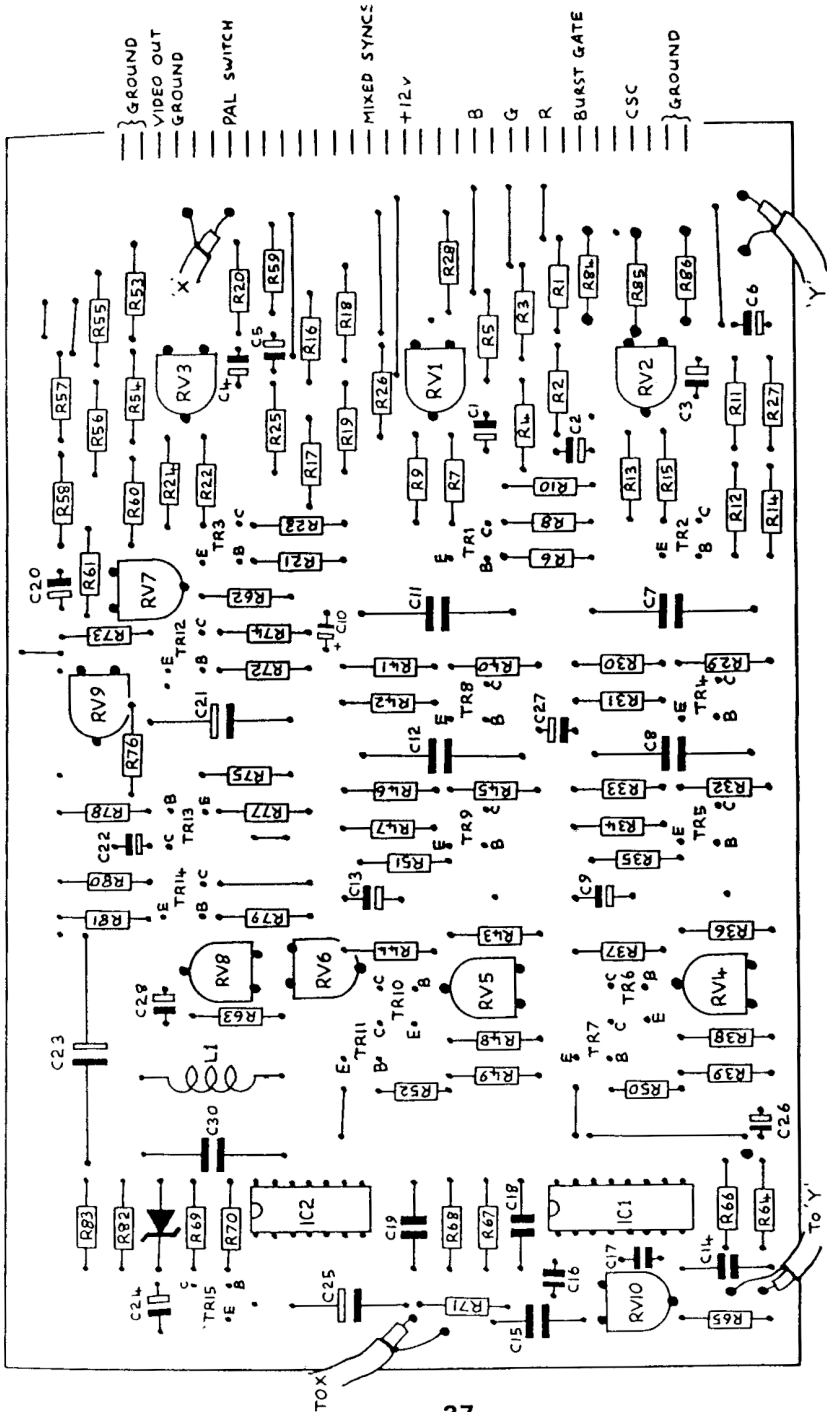 GROUND
VIDEO OUT
GROUND
PAL SWITCH
MIXED SYNCS
+12v
B
G
R
BURST GATE
CSC
GROUND
'X'
'Y'
R57
R55
R53
R56
R54
R58
R60
R61
C20
RV3
R20
R59
C4
C5
R25
R16
R18
R17
R19
R26
R24
R22
RV1
R28
R5
R3
R1
R84
R85
R86
C1
R4
R2
C2
RV2
C3
C6
R11
R27
R9
R7
R10
R8
R6
R13
R15
R12
R14
TR3
E
B
C
R23
R21
TR1
E
B
C
TR2
E
B
C
RV7
R62
R73
TR12
E
B
C
R74
R72
C10
+
C11
C7
RV9
R76
C21
R41
R40
R42
TR8
E
B
C
C27
R30
R29
R31
TR4
E
B
C
C12
C8
R75
R78
R77
TR13
B
C
E
C22
R46
R45
R47
TR9
E
B
C
R51
R33
R32
R34
R35
TR5
E
B
C
R80
R81
TR14
E
B
C
R79
C13
C9
R44
R43
R37
R36
C23
C28
RV8
RV6
R63
RV5
RV4
TR10
C
B
E
TR11
E
B
C
TR6
C
B
E
TR7
E
B
C
R52
R48
R49
R50
R38
R39
L1
C30
C26
R83
R82
R69
R70
IC2
C19
R68
R67
C18
IC1
R66
R64
C24
TR15
C
B
E
C25
R71
C15
C16
C17
RV10
C14
R65
TO 'X'
TO 'Y'